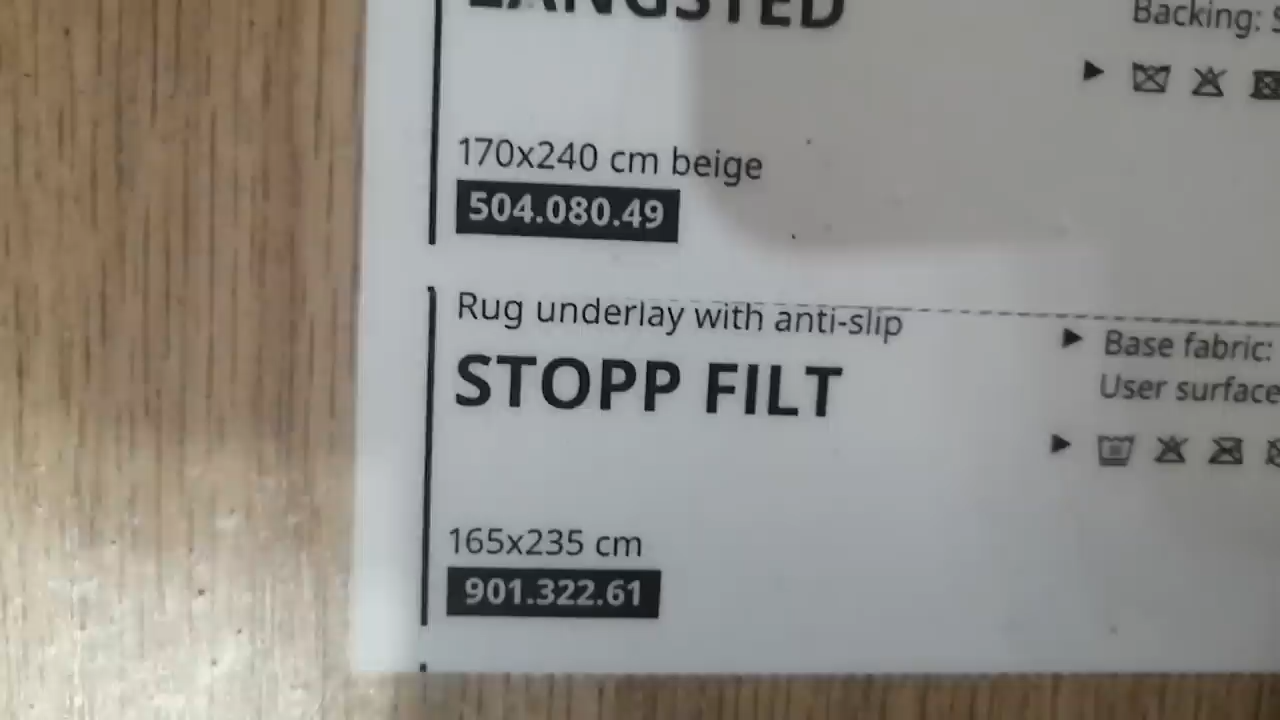 LANGSTED
Backing:
170x240 cm beige
504.080.49
Rug underlay with anti-slip
STOPP FILT
Base fabric:
User surface
165x235 cm
901.322.61